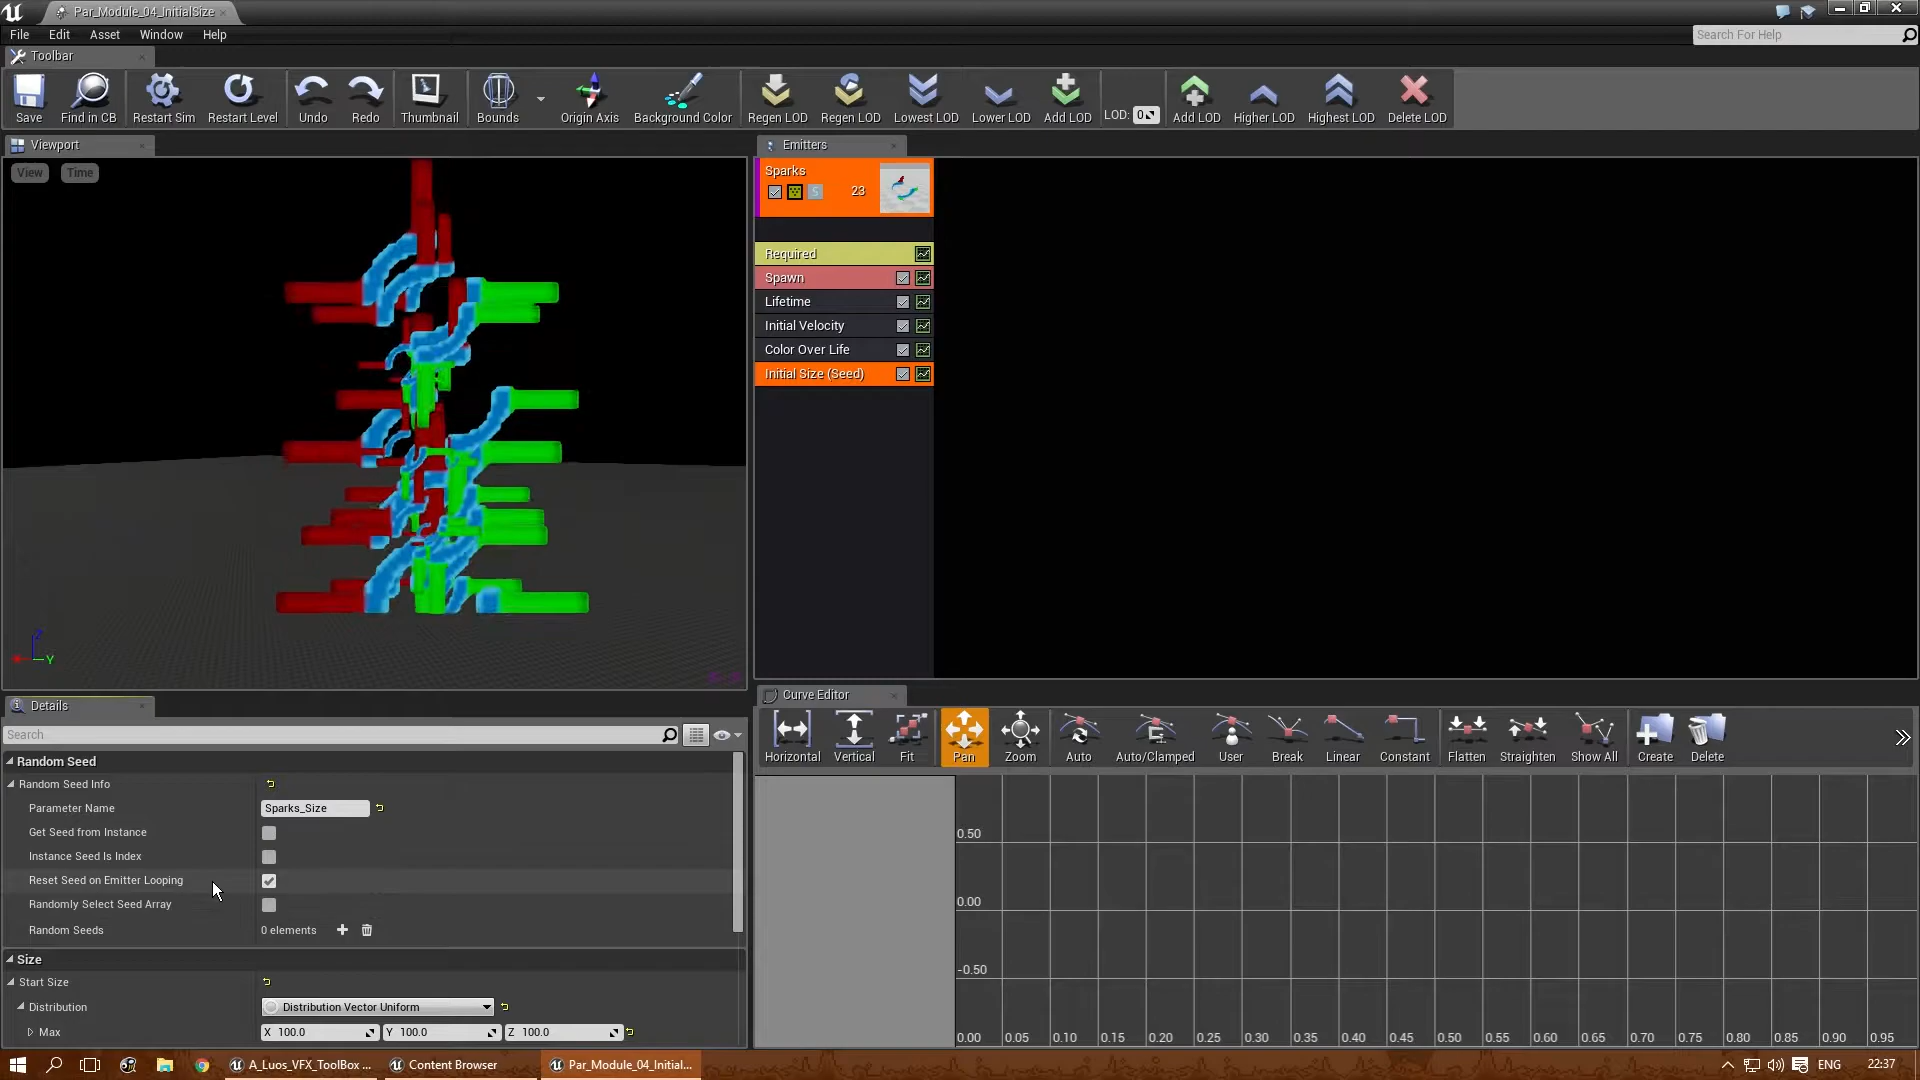 Par_Module_04_InitialSize
File Edit Asset Window Help
Search For Help
Toolbar
Save Find in CB Restart Sim Restart Level Undo Redo Thumbnail Bounds Origin Axis Background Color Regen LOD Regen LOD Lowest LOD Lower LOD Add LOD LOD: 0 Add LOD Higher LOD Highest LOD Delete LOD
Viewport
View Time
Z
Y
Emitters
Sparks
S 23
Required
Spawn
Lifetime
Initial Velocity
Color Over Life
Initial Size (Seed)
Details
Search
Random Seed
Random Seed Info
Parameter Name Sparks_Size
Get Seed from Instance
Instance Seed Is Index
Reset Seed on Emitter Looping
Randomly Select Seed Array
Random Seeds 0 elements
Size
Start Size
Distribution Distribution Vector Uniform
Max X 100.0 Y 100.0 Z 100.0
Curve Editor
Horizontal Vertical Fit Pan Zoom Auto Auto/Clamped User Break Linear Constant Flatten Straighten Show All Create Delete
0.50
0.00
-0.50
0.00 0.05 0.10 0.15 0.20 0.25 0.30 0.35 0.40 0.45 0.50 0.55 0.60 0.65 0.70 0.75 0.80 0.85 0.90 0.95
A_Luos_VFX_ToolBox ... Content Browser Par_Module_04_Initial... ENG 22:37